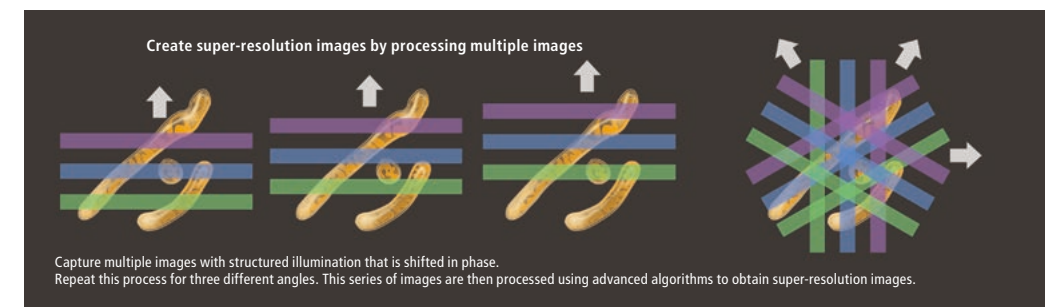 Create super-resolution images by processing multiple images
Capture multiple images with structured illumination that is shifted in phase.
Repeat this process for three different angles. This series of images are then processed using advanced algorithms to obtain super-resolution images.